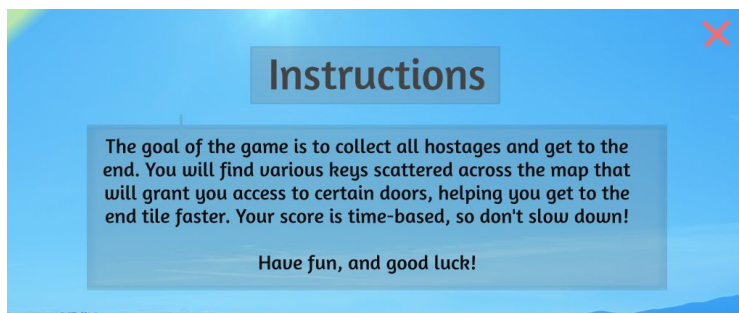 Instructions
The goal of the game is to collect all hostages and get to the
end. You will find various keys scattered across the map that
will grant you access to certain doors, helping you get to the
end tile faster. Your score is time-based, so don't slow down!
Have fun, and good luck!